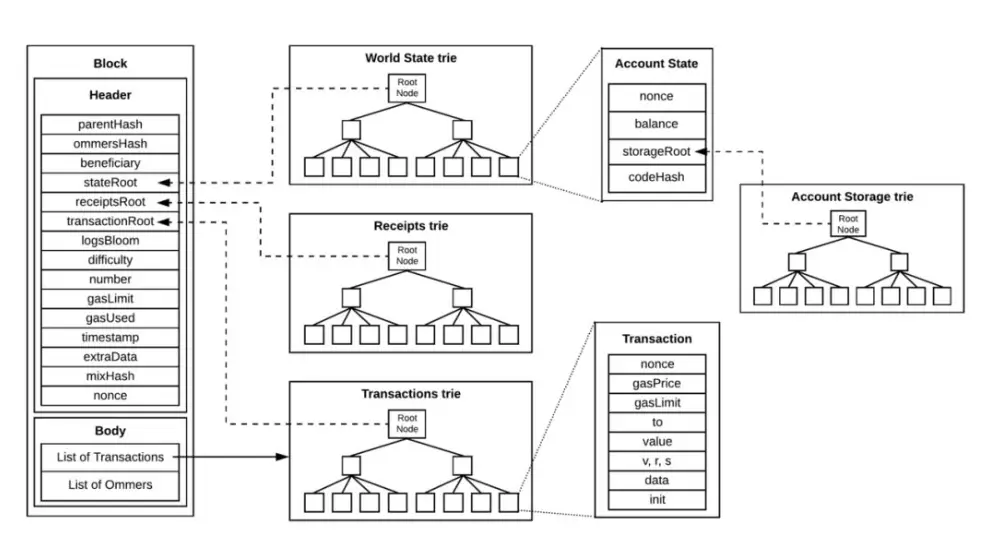 Block
Header
parentHash
ommersHash
beneficiary
stateRoot
receiptsRoot
transactionRoot
logsBloom
difficulty
number
gasLimit
gasUsed
timestamp
extraData
mixHash
nonce
Body
List of Transactions
List of Ommers
World State trie
Root
Node
Receipts trie
Root
Node
Transactions trie
Root
Node
Account State
nonce
balance
storageRoot
codeHash
Account Storage trie
Root
Node
Transaction
nonce
gasPrice
gasLimit
to
value
v, r, s
data
init